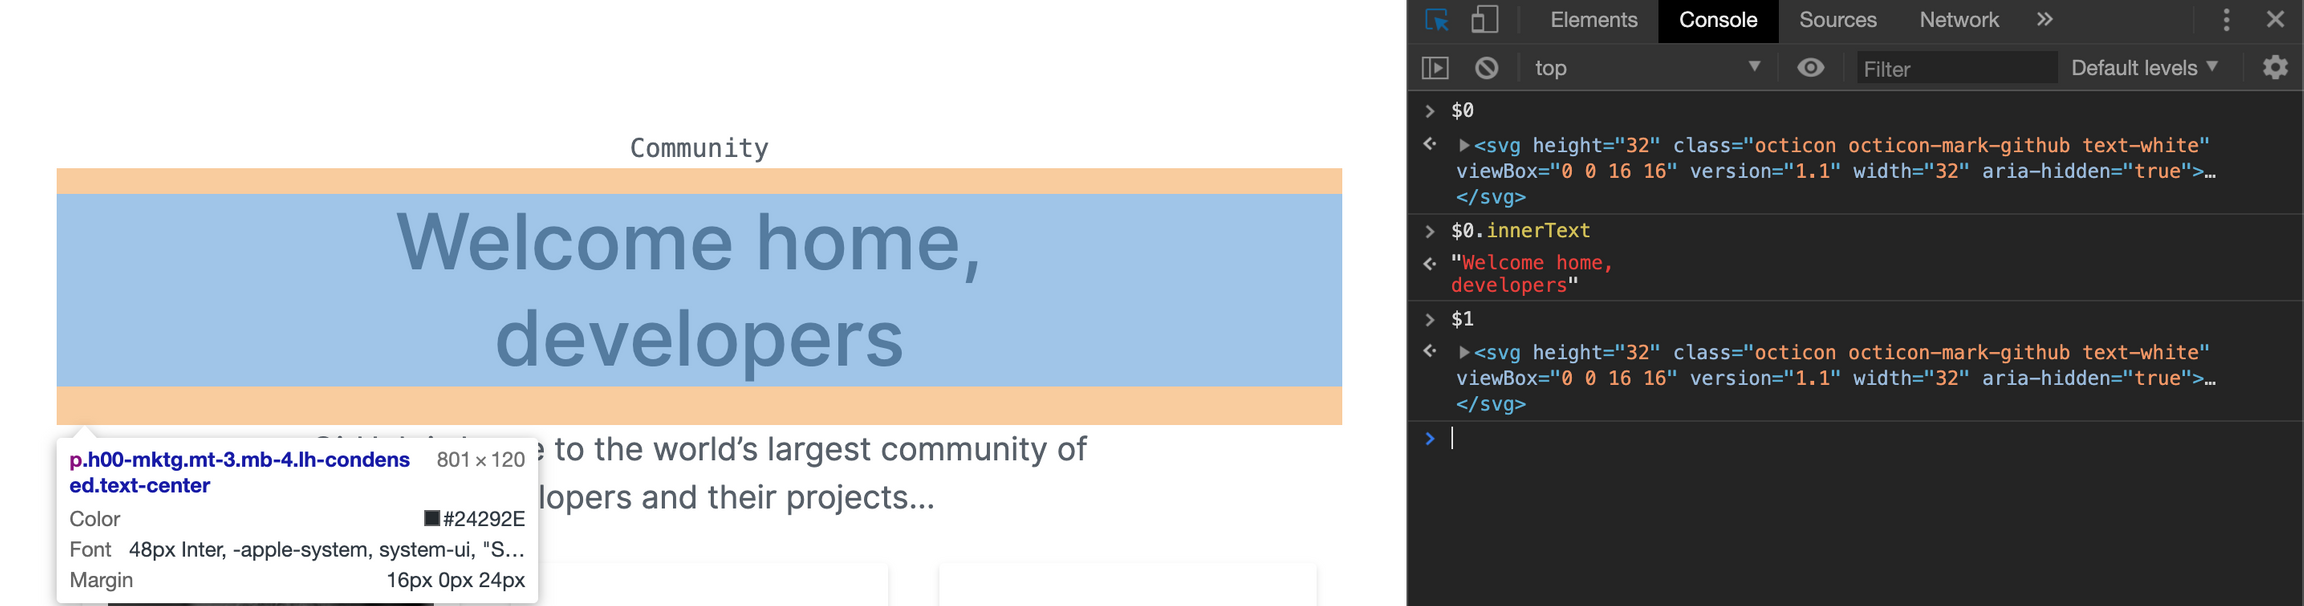 Community
Welcome home,
developers
e to the world's largest community of
lopers and their projects...
p.h00-mktg.mt-3.mb-4.lh-condens
ed.text-center
801 × 120
Color #24292E
Font 48px Inter, -apple-system, system-ui, "S...
Margin 16px 0px 24px
Elements Console Sources Network »
top Filter Default levels
> $0
<svg height="32" class="octicon octicon-mark-github text-white"
viewBox="0 0 16 16" version="1.1" width="32" aria-hidden="true">…
</svg>
> $0.innerText
"Welcome home,
developers"
> $1
<svg height="32" class="octicon octicon-mark-github text-white"
viewBox="0 0 16 16" version="1.1" width="32" aria-hidden="true">…
</svg>
>